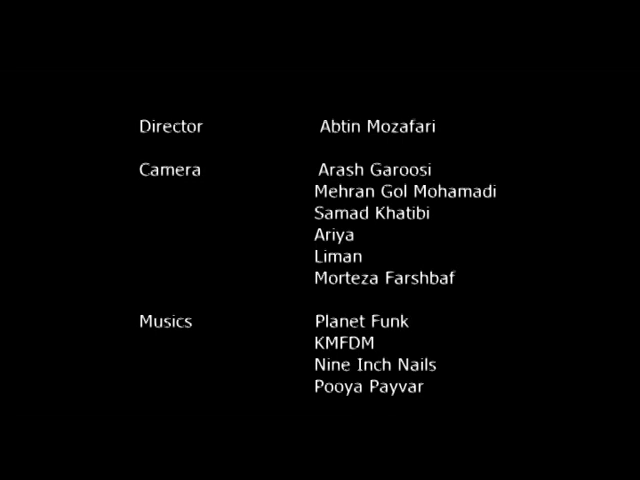 Director Abtin Mozafari
Camera Arash Garoosi
Mehran Gol Mohamadi
Samad Khatibi
Ariya
Liman
Morteza Farshbaf
Musics Planet Funk
KMFDM
Nine Inch Nails
Pooya Payvar